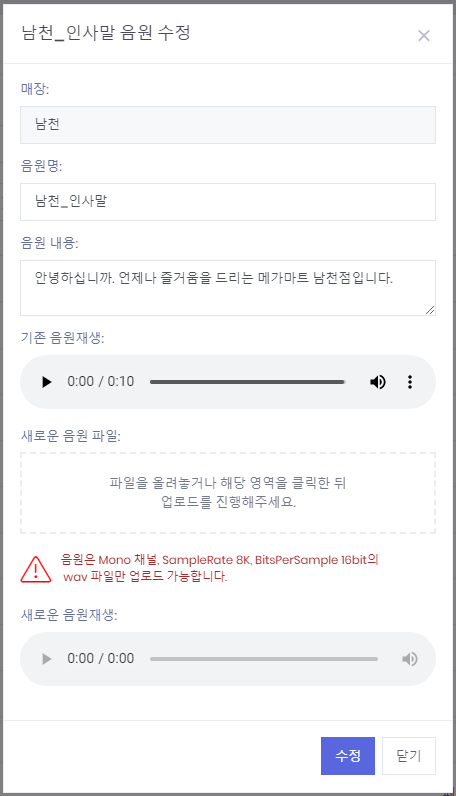 남천_인사말 음원 수정
매장:
남천
음원명:
남천_인사말
음원 내용:
안녕하십니까. 언제나 즐거움을 드리는 메가마트 남천점입니다.
기존 음원재생:
0:00 / 0:10
새로운 음원 파일:
파일을 올려놓거나 해당 영역을 클릭한 뒤
업로드를 진행해주세요.
음원은 Mono 채널, SampleRate 8K, BitsPerSample 16bit의
wav 파일만 업로드 가능합니다.
새로운 음원재생:
0:00 / 0:00
수정 닫기